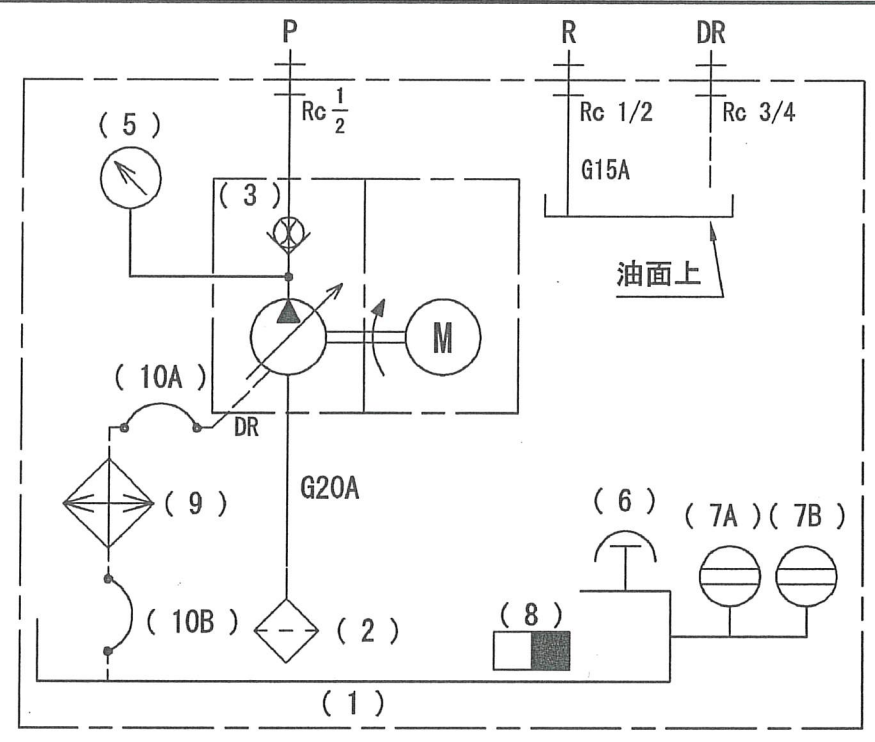 P R DR
Rc 1/2 Rc 1/2 Rc 3/4
( 5 )
G15A
( 3 )
油面上
M
( 10A )
DR
G20A
( 9 )
( 6 )
( 7A )( 7B )
( 10B )
( 2 )
( 8 )
( 1 )